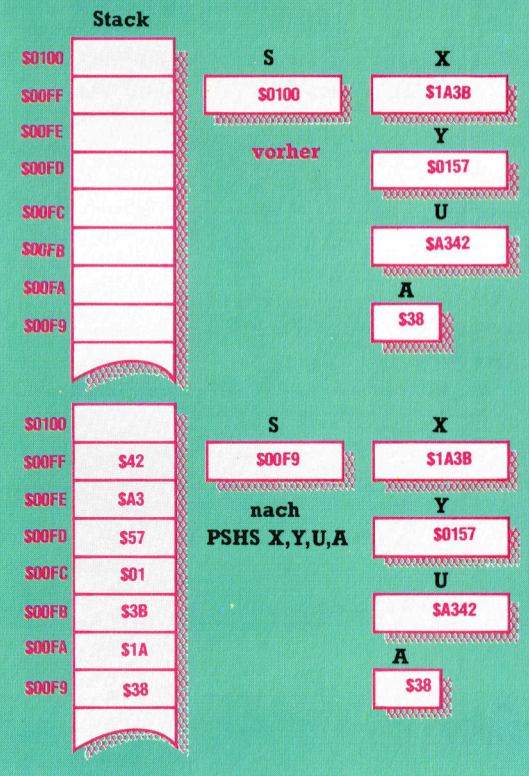 Stack
$0100
S
X
$00FF
$0100
$1A3B
$00FE
vorher
Y
$00FD
$0157
$00FC
U
$00FB
$A342
$00FA
A
$00F9
$38
$0100
S
X
$00FF
$42
$00F9
$1A3B
$00FE
$A3
nach
Y
$00FD
$57
PSHS X,Y,U,A
$0157
$00FC
$01
U
$00FB
$3B
$A342
$00FA
$1A
A
$00F9
$38
$38